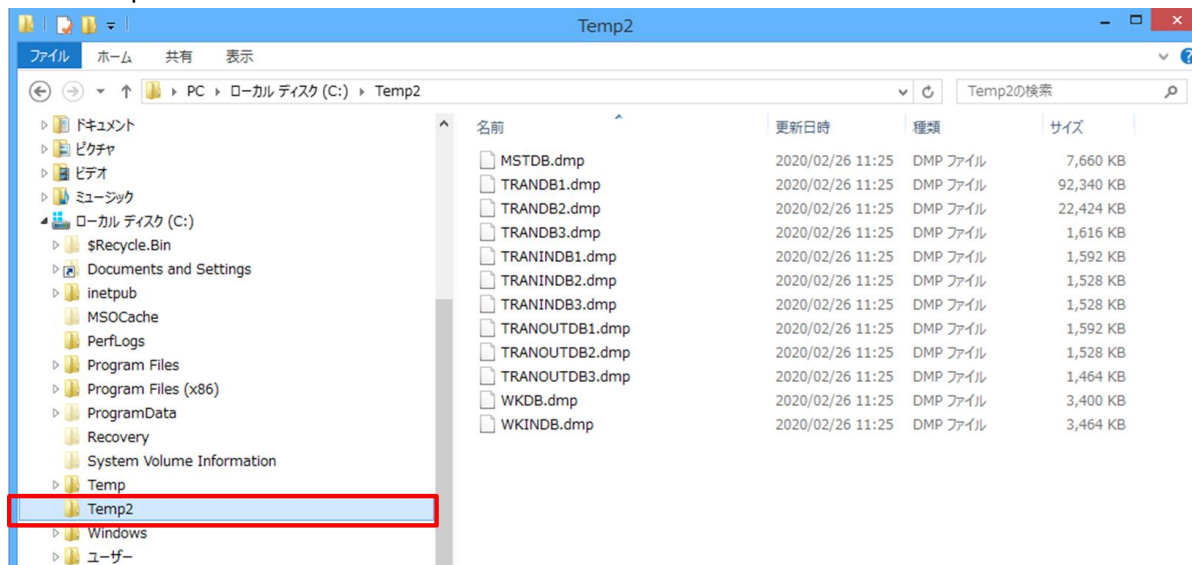 Temp2
ファイル ホーム 共有 表示
PC ローカル ディスク (C:) Temp2 Temp2の検索
ドキュメント
ピクチャ
ビデオ
ミュージック
ローカル ディスク (C:)
$Recycle.Bin
Documents and Settings
inetpub
MSOCache
PerfLogs
Program Files
Program Files (x86)
ProgramData
Recovery
System Volume Information
Temp
Temp2
Windows
ユーザー
名前 更新日時 種類 サイズ
MSTDB.dmp 2020/02/26 11:25 DMP ファイル 7,660 KB
TRANDB1.dmp 2020/02/26 11:25 DMP ファイル 92,340 KB
TRANDB2.dmp 2020/02/26 11:25 DMP ファイル 22,424 KB
TRANDB3.dmp 2020/02/26 11:25 DMP ファイル 1,616 KB
TRANINDB1.dmp 2020/02/26 11:25 DMP ファイル 1,592 KB
TRANINDB2.dmp 2020/02/26 11:25 DMP ファイル 1,528 KB
TRANINDB3.dmp 2020/02/26 11:25 DMP ファイル 1,528 KB
TRANOUTDB1.dmp 2020/02/26 11:25 DMP ファイル 1,592 KB
TRANOUTDB2.dmp 2020/02/26 11:25 DMP ファイル 1,528 KB
TRANOUTDB3.dmp 2020/02/26 11:25 DMP ファイル 1,464 KB
WKDB.dmp 2020/02/26 11:25 DMP ファイル 3,400 KB
WKINDB.dmp 2020/02/26 11:25 DMP ファイル 3,464 KB